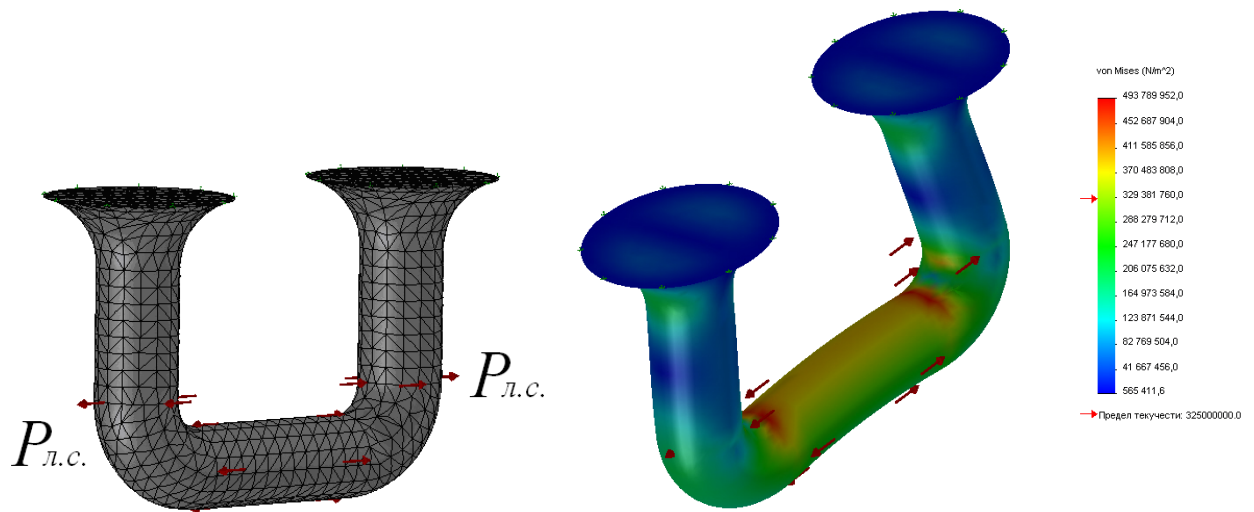 P л.с.
P л.с.
von Mises (N/m^2)
493 789 952,0
452 687 904,0
411 585 856,0
370 483 808,0
329 381 760,0
288 279 712,0
247 177 680,0
206 075 632,0
164 973 584,0
123 871 544,0
82 769 504,0
41 667 456,0
565 411,6
Предел текучести: 325000000.0